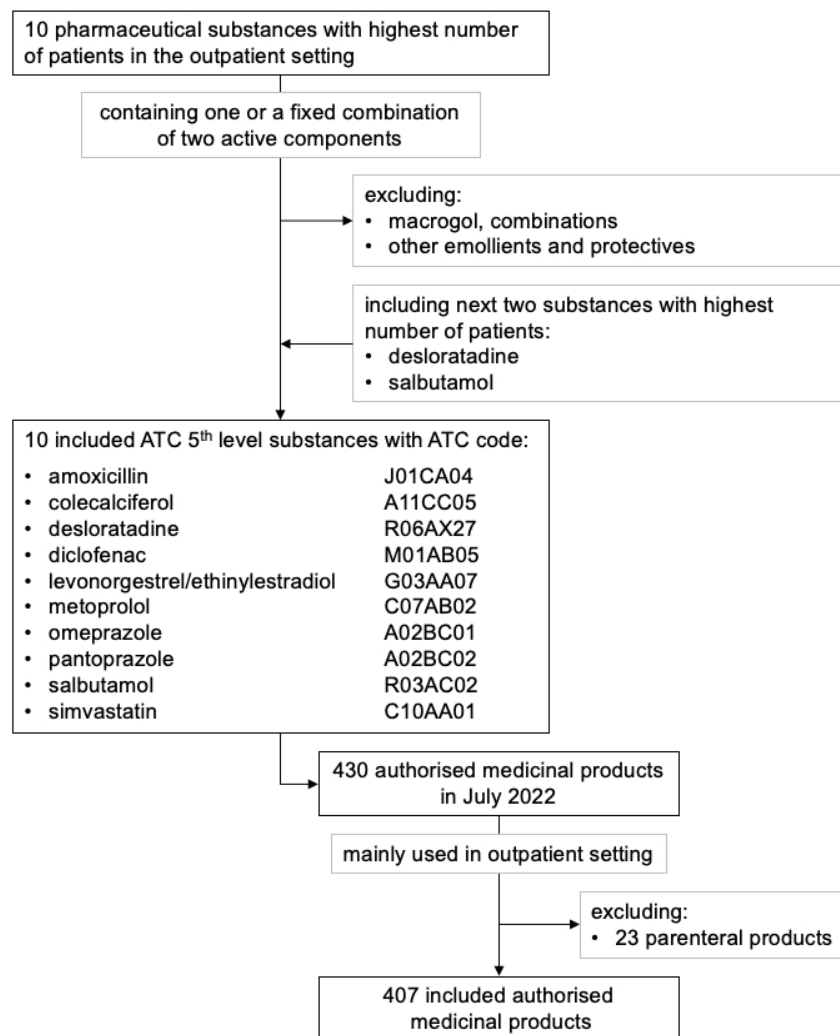 10 pharmaceutical substances with highest number
of patients in the outpatient setting
containing one or a fixed combination
of two active components
excluding:
• macrogol, combinations
• other emollients and protectives
including next two substances with highest
number of patients:
• desloratadine
• salbutamol
10 included ATC 5th level substances with ATC code:
• amoxicillin J01CA04
• colecalciferol A11CC05
• desloratadine R06AX27
• diclofenac M01AB05
• levonorgestrel/ethinylestradiol G03AA07
• metoprolol C07AB02
• omeprazole A02BC01
• pantoprazole A02BC02
• salbutamol R03AC02
• simvastatin C10AA01
430 authorised medicinal products
in July 2022
mainly used in outpatient setting
excluding:
• 23 parenteral products
407 included authorised
medicinal products